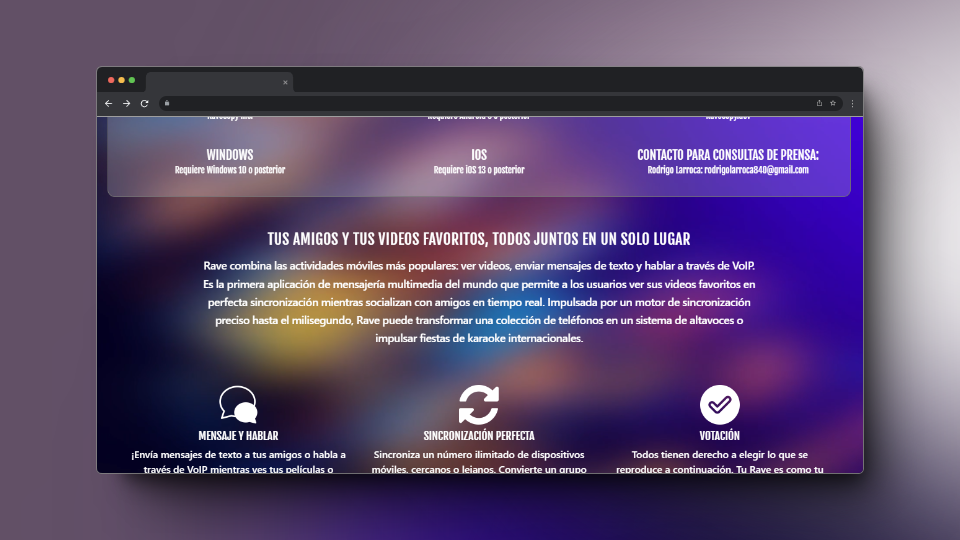 WINDOWS
Requiere Windows 10 o posterior
IOS
Requiere iOS 13 o posterior
CONTACTO PARA CONSULTAS DE PRENSA:
Rodrigo Larroca: rodrigolarroca840@gmail.com
TUS AMIGOS Y TUS VIDEOS FAVORITOS, TODOS JUNTOS EN UN SOLO LUGAR
Rave combina las actividades móviles más populares: ver videos, enviar mensajes de texto y hablar a través de VoIP.
Es la primera aplicación de mensajería multimedia del mundo que permite a los usuarios ver sus videos favoritos en
perfecta sincronización mientras socializan con amigos en tiempo real. Impulsada por un motor de sincronización
preciso hasta el milisegundo, Rave puede transformar una colección de teléfonos en un sistema de altavoces o
impulsar fiestas de karaoke internacionales.
MENSAJE Y HABLAR
¡Envía mensajes de texto a tus amigos o habla a
través de VoIP mientras ves tus películas o
SINCRONIZACIÓN PERFECTA
Sincroniza un número ilimitado de dispositivos
móviles, cercanos o lejanos. Convierte un grupo
VOTACIÓN
Todos tienen derecho a elegir lo que se
reproduce a continuación. Tu Rave es como tu